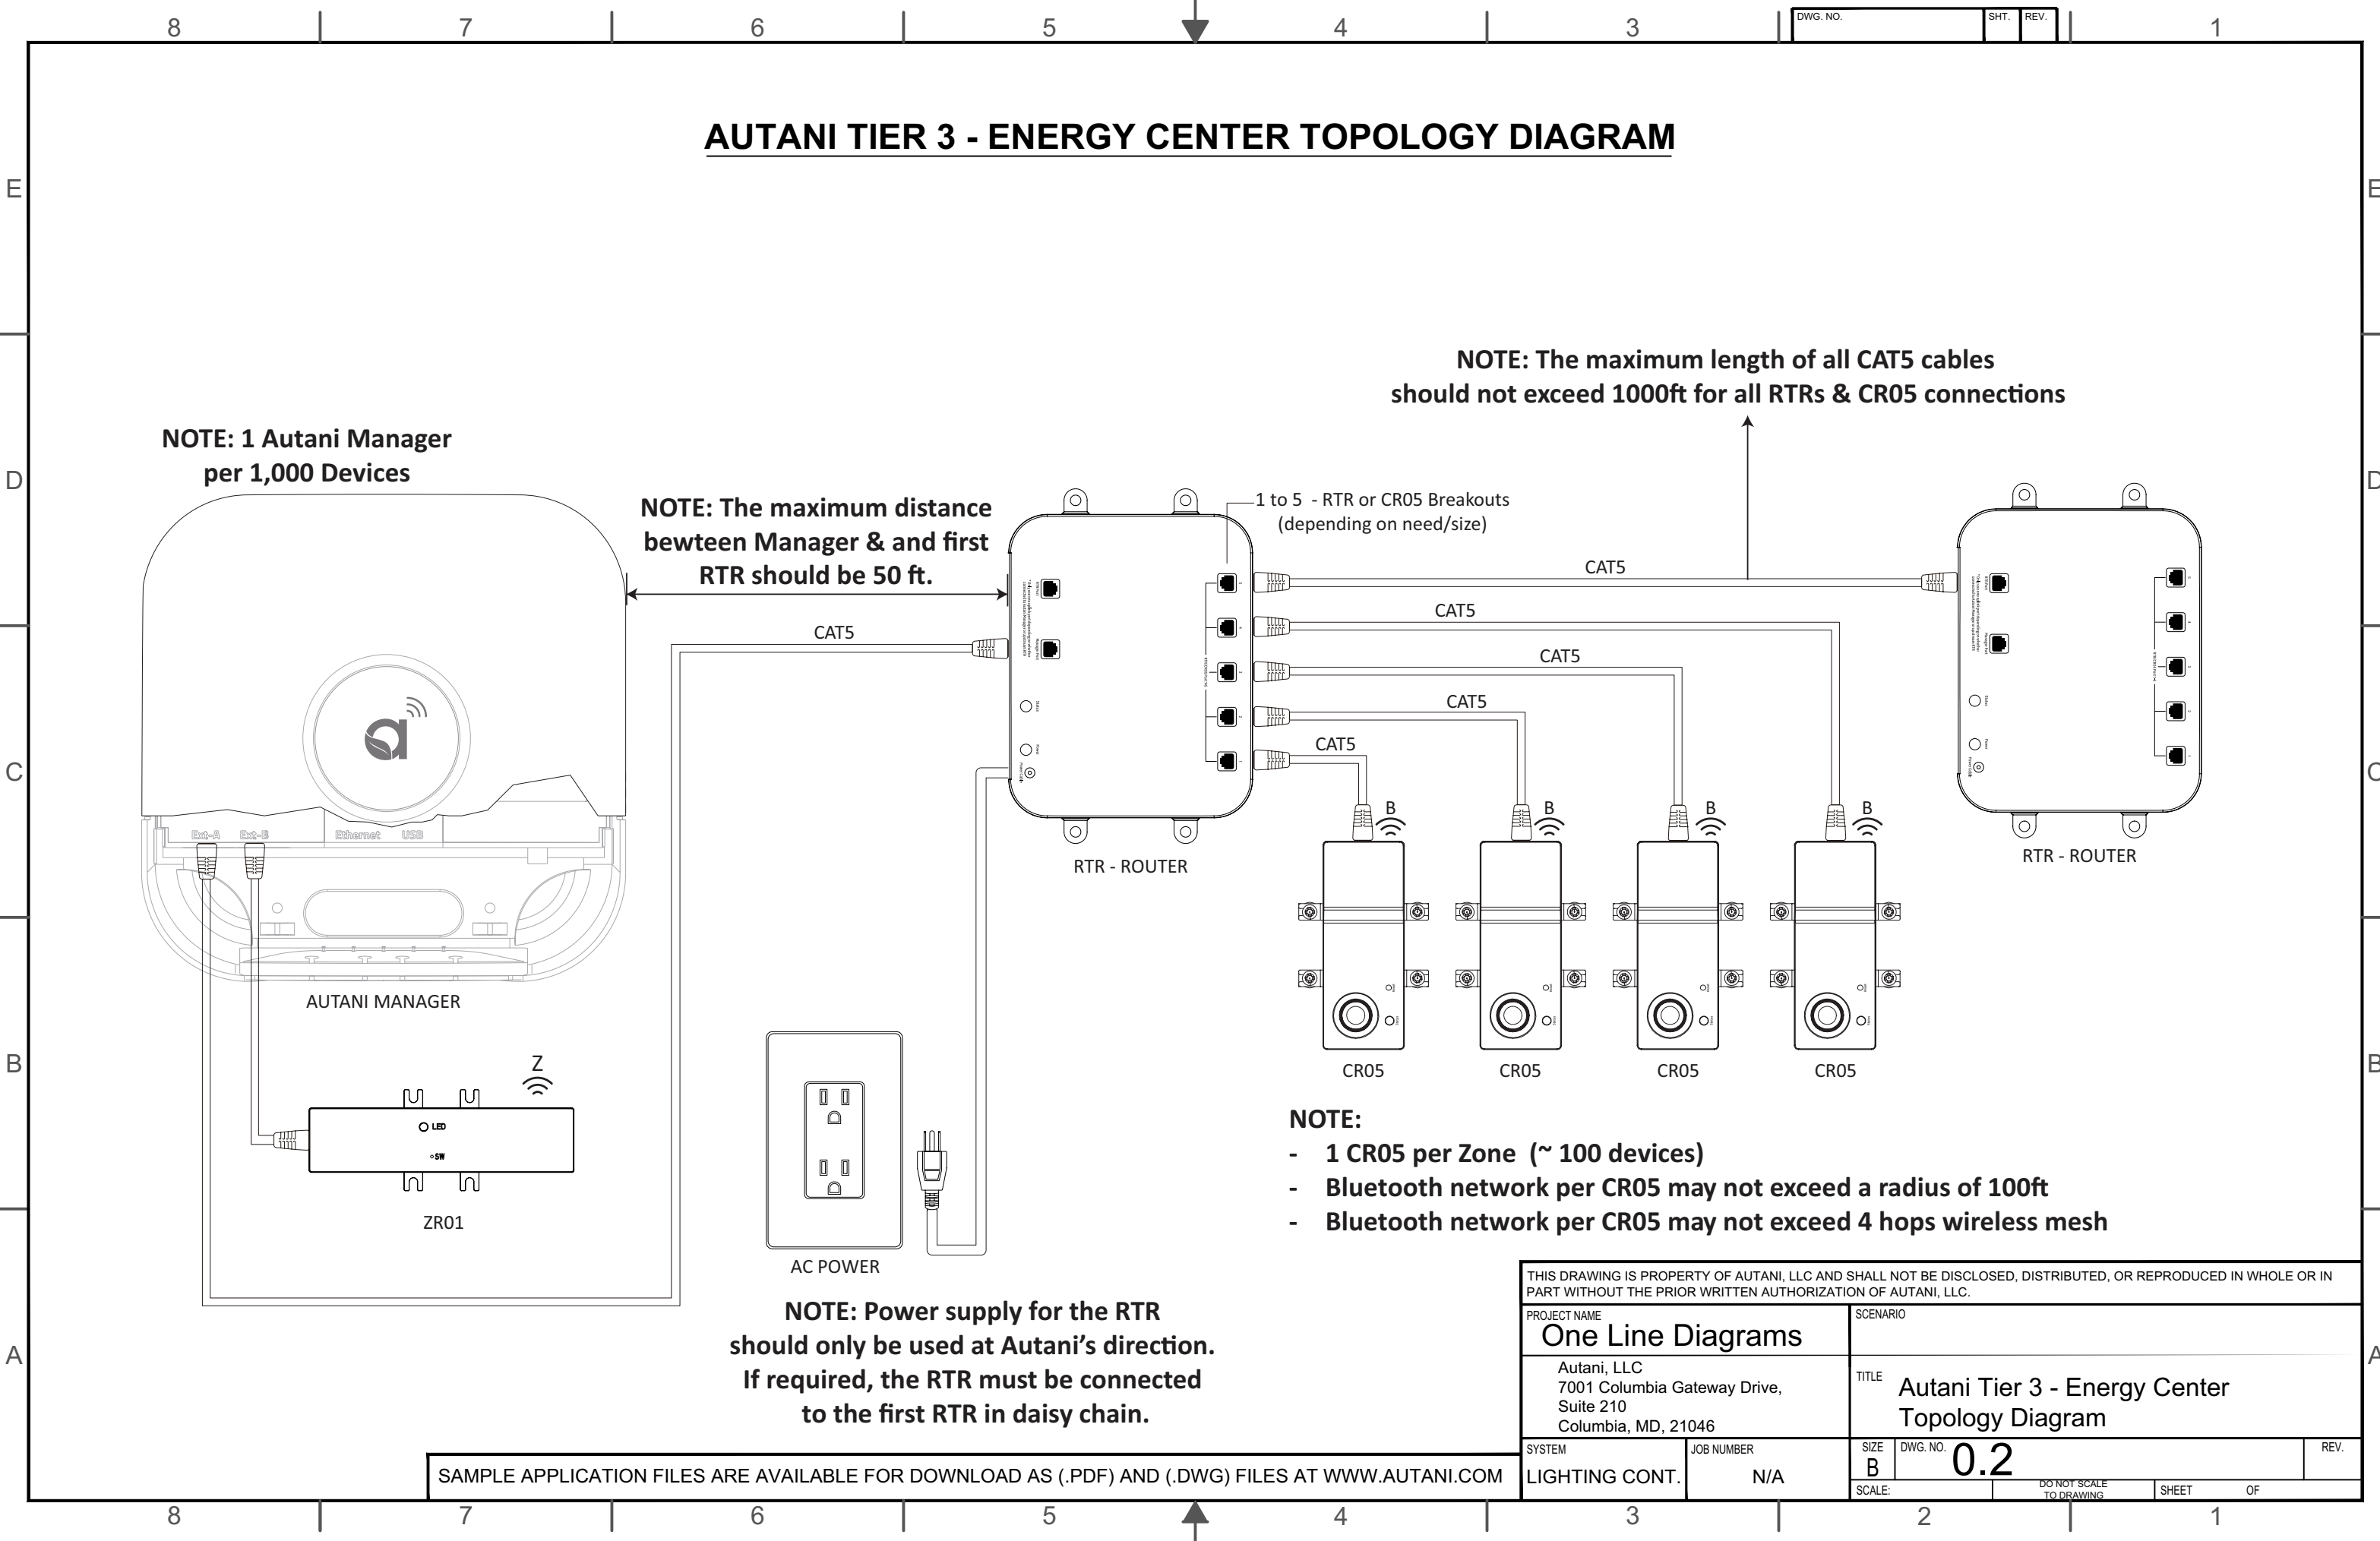 8 7 6 5 4 3 1
DWG. NO. SHT. REV.
AUTANI TIER 3 - ENERGY CENTER TOPOLOGY DIAGRAM
E E
NOTE: The maximum length of all CAT5 cables
should not exceed 1000ft for all RTRs & CR05 connections
NOTE: 1 Autani Manager
per 1,000 Devices
D D
NOTE: The maximum distance
bewteen Manager & and first
RTR should be 50 ft.
1 to 5 - RTR or CR05 Breakouts
(depending on need/size)
CAT5
CAT5
CAT5
CAT5
CAT5
CAT5
C C
a
Ext-A Ext-B Ethernet USB
B B B B
RTR - ROUTER
RTR - ROUTER
AUTANI MANAGER
CR05 CR05 CR05 CR05
B B
Z
LED
SW
ZR01
AC POWER
NOTE:
- 1 CR05 per Zone (~ 100 devices)
- Bluetooth network per CR05 may not exceed a radius of 100ft
- Bluetooth network per CR05 may not exceed 4 hops wireless mesh
NOTE: Power supply for the RTR
should only be used at Autani's direction.
If required, the RTR must be connected
to the first RTR in daisy chain.
A A
THIS DRAWING IS PROPERTY OF AUTANI, LLC AND SHALL NOT BE DISCLOSED, DISTRIBUTED, OR REPRODUCED IN WHOLE OR IN
PART WITHOUT THE PRIOR WRITTEN AUTHORIZATION OF AUTANI, LLC.
PROJECT NAME
One Line Diagrams
SCENARIO
Autani, LLC
7001 Columbia Gateway Drive,
Suite 210
Columbia, MD, 21046
TITLE
Autani Tier 3 - Energy Center
Topology Diagram
SYSTEM
LIGHTING CONT.
JOB NUMBER
N/A
SIZE
B
DWG. NO.
0.2
REV.
SCALE:
DO NOT SCALE
TO DRAWING
SHEET OF
SAMPLE APPLICATION FILES ARE AVAILABLE FOR DOWNLOAD AS (.PDF) AND (.DWG) FILES AT WWW.AUTANI.COM
8 7 6 5 4 3 2 1